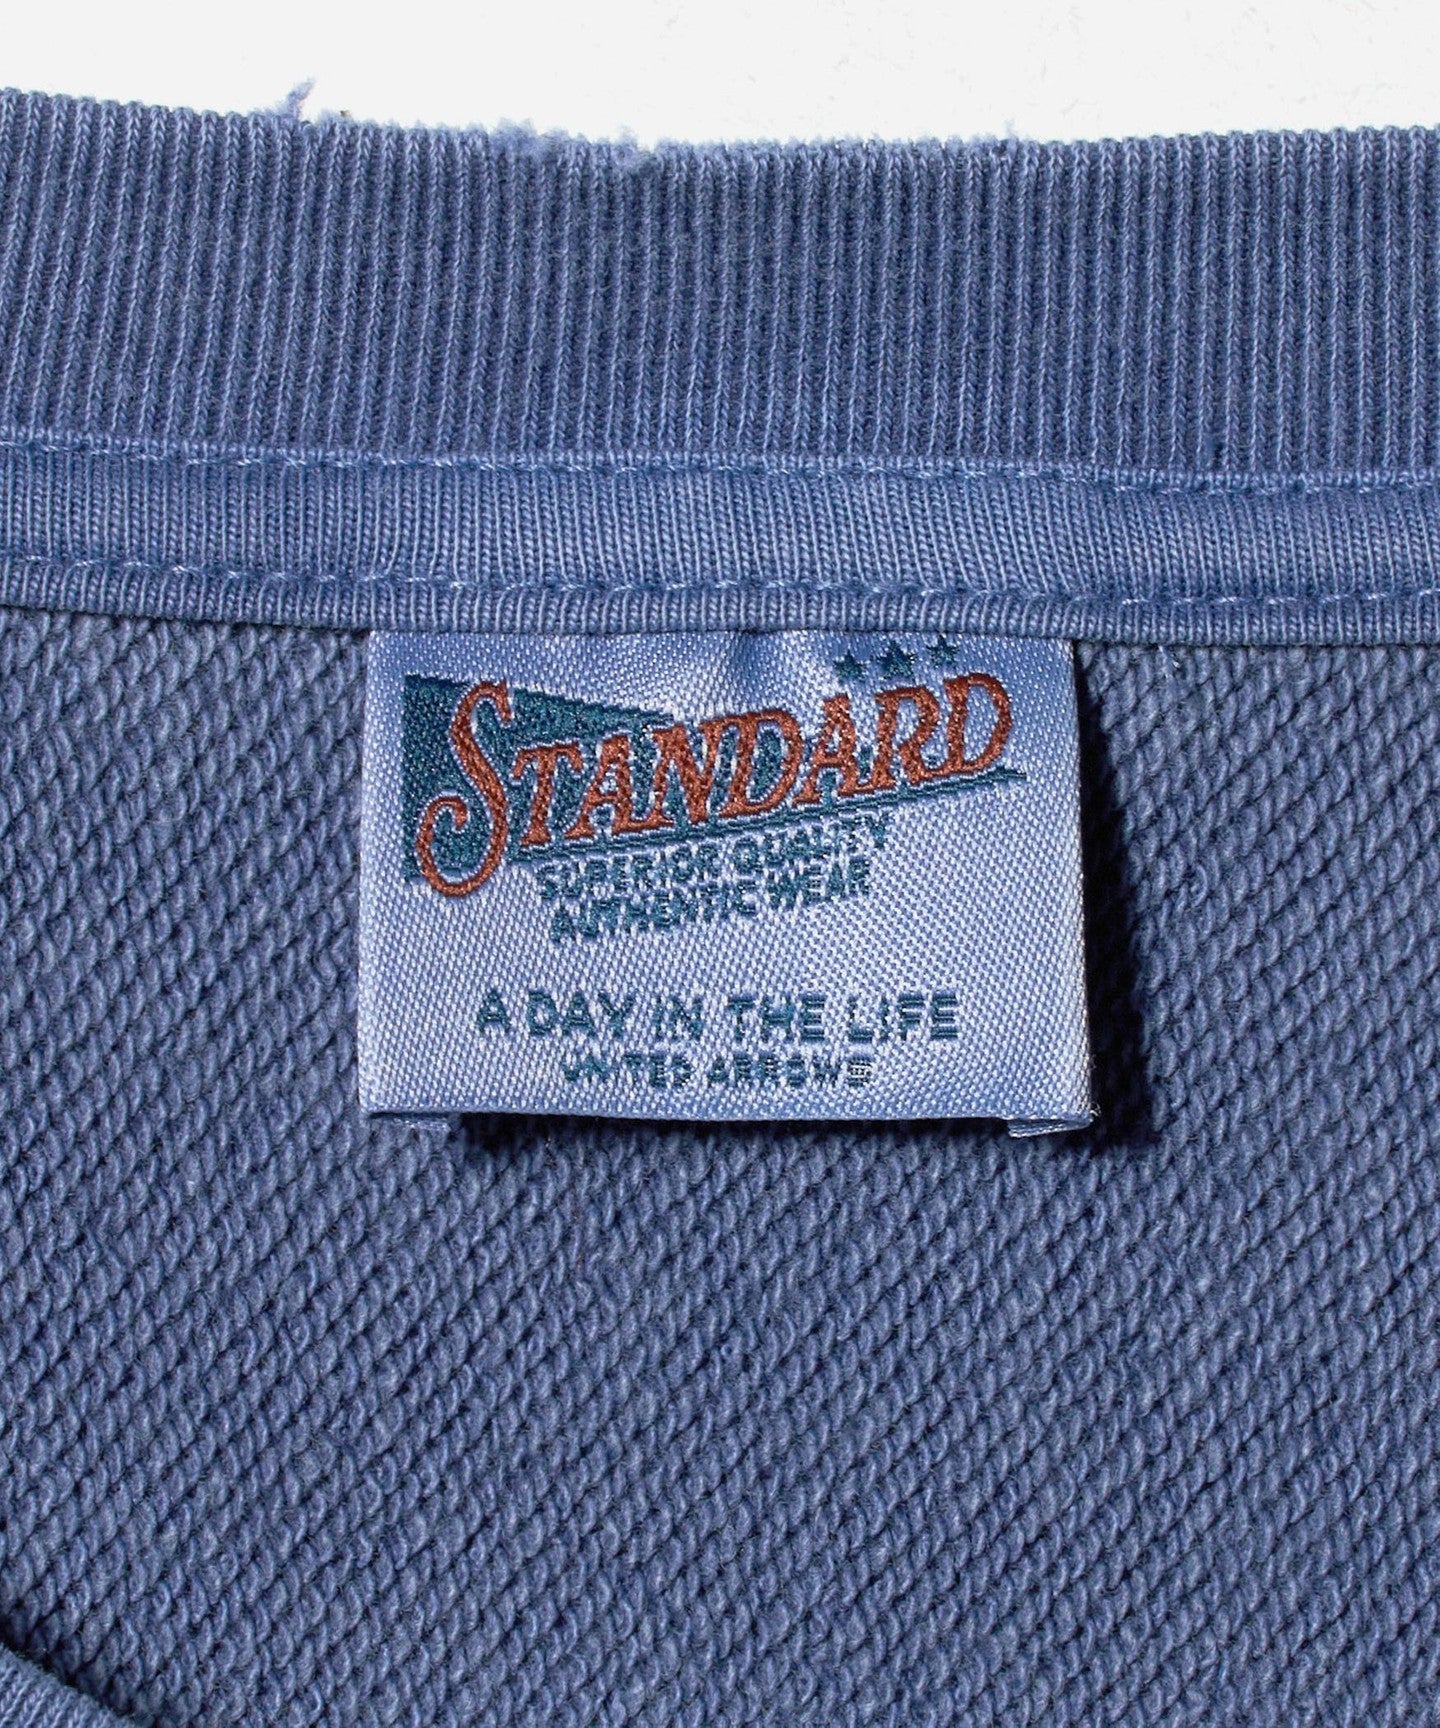 STANDARD
SUPERIOR QUALITY
AUTHENTIC WEAR
A DAY IN THE LIFE
UNITED ARROWS